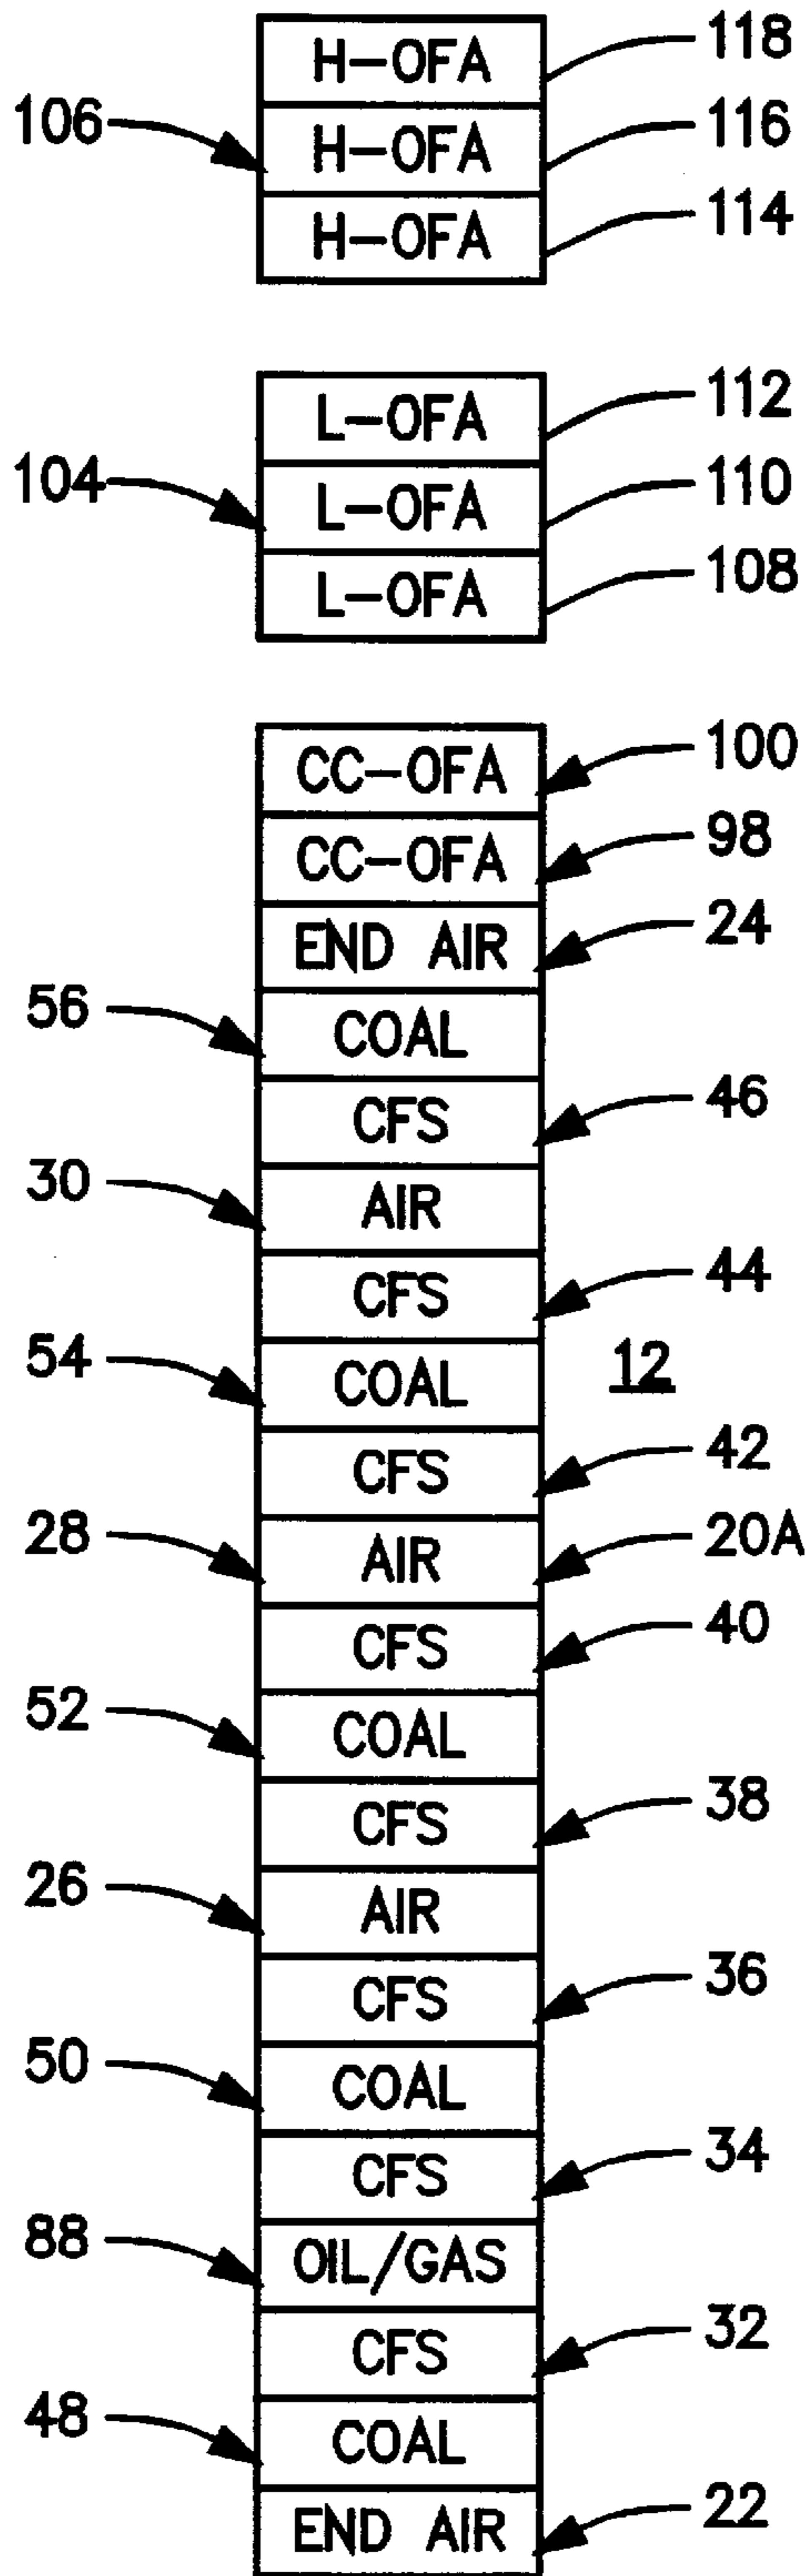 H-OFA 118
106 H-OFA 116
H-OFA 114
L-OFA 112
104 L-OFA 110
L-OFA 108
CC-OFA 100
CC-OFA 98
END AIR 24
56 COAL
CFS 46
30 AIR
CFS 44
54 COAL 12
CFS 42
28 AIR 20A
CFS 40
52 COAL
CFS 38
26 AIR
CFS 36
50 COAL
CFS 34
88 OIL/GAS
CFS 32
48 COAL
END AIR 22